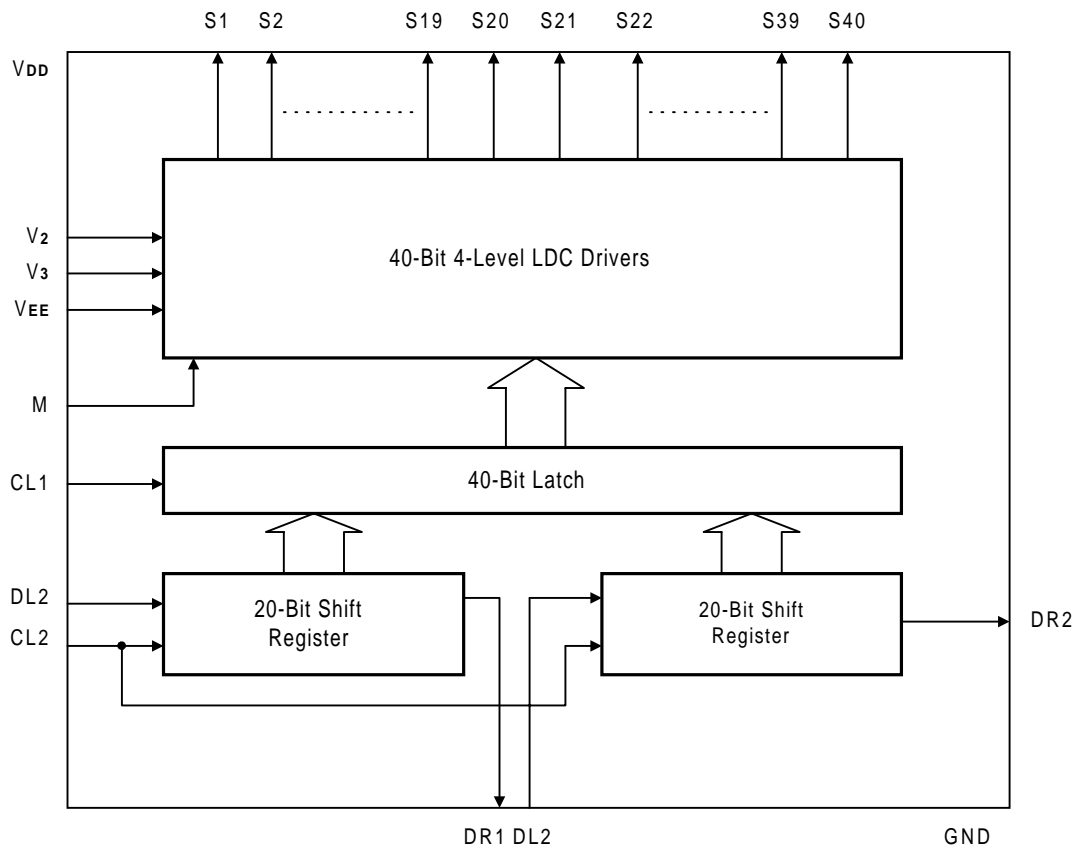 S1 S2 S19 S20 S21 S22 S39 S40
VDD
V2
V3
VEE
40-Bit 4-Level LDC Drivers
M
CL1
40-Bit Latch
DL2
CL2
20-Bit Shift
Register
20-Bit Shift
Register
DR2
DR1 DL2
GND